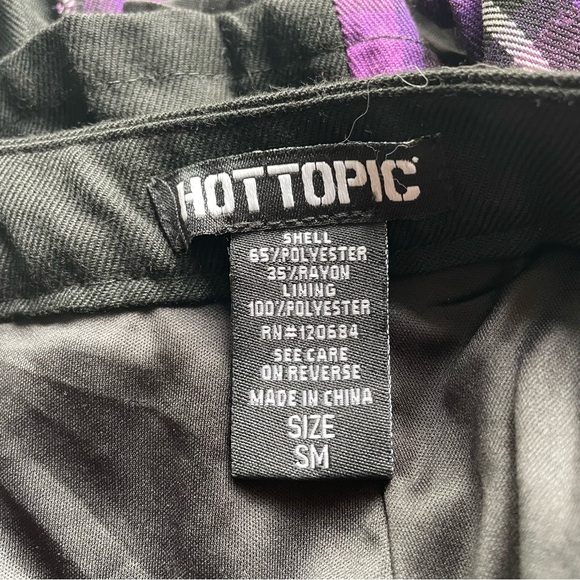 HOTTOPIC
SHELL
65%POLYESTER
35%RAYON
LINING
100%POLYESTER
RN#120684
SEE CARE
ON REVERSE
MADE IN CHINA
SIZE
SM